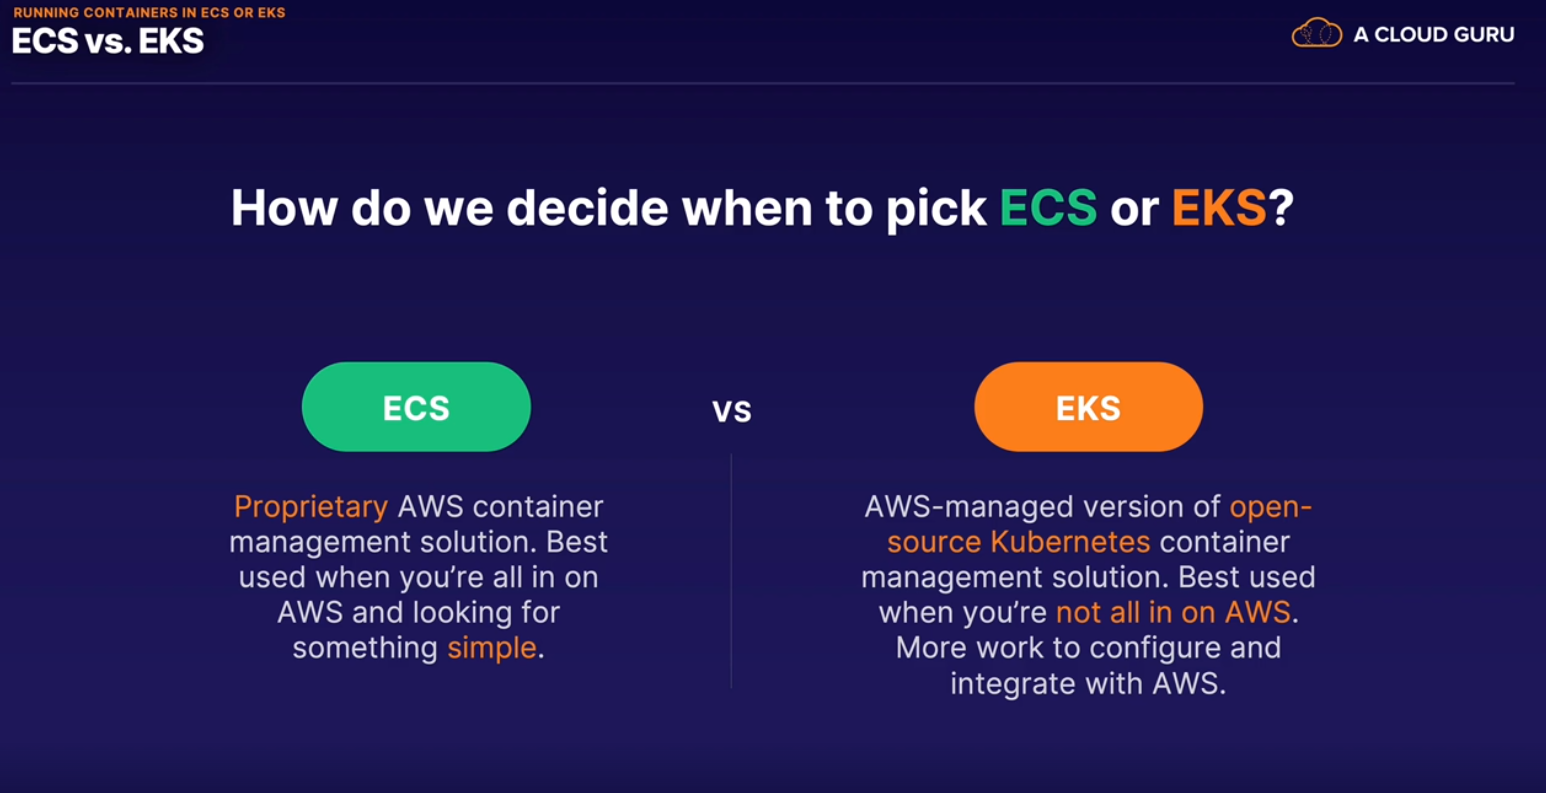 RUNNING CONTAINERS IN ECS OR EKS
ECS vs. EKS
A CLOUD GURU
How do we decide when to pick ECS or EKS?
ECS
vs
EKS
Proprietary AWS container
management solution. Best
used when you’re all in on
AWS and looking for
something simple.
AWS-managed version of open-
source Kubernetes container
management solution. Best used
when you’re not all in on AWS.
More work to configure and
integrate with AWS.